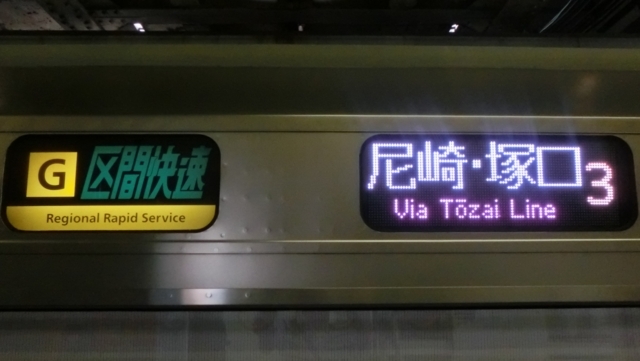 G 区間快速
Regional Rapid Service
尼崎・塚口 3
Via Tōzai Line